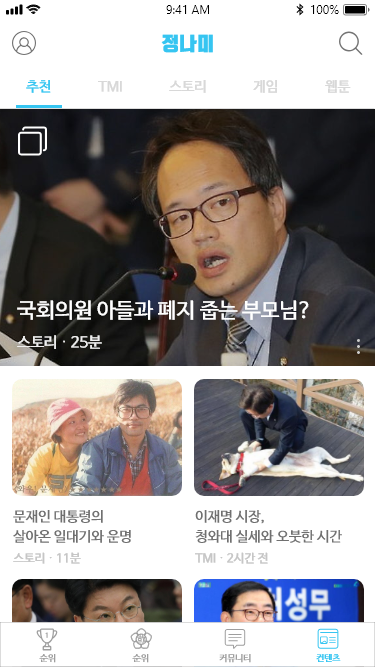 9:41 AM 100%
정나미
추천 TMI 스토리 게임 웹툰
국회의원 아들과 폐지 줍는 부모님?
스토리 · 25분
문재인 대통령의
살아온 일대기와 운명
스토리 · 11분
이재명 시장,
청와대 실세와 오붓한 시간
TMI · 2시간 전
성무
1
순위 순위 커뮤니티 컨텐츠